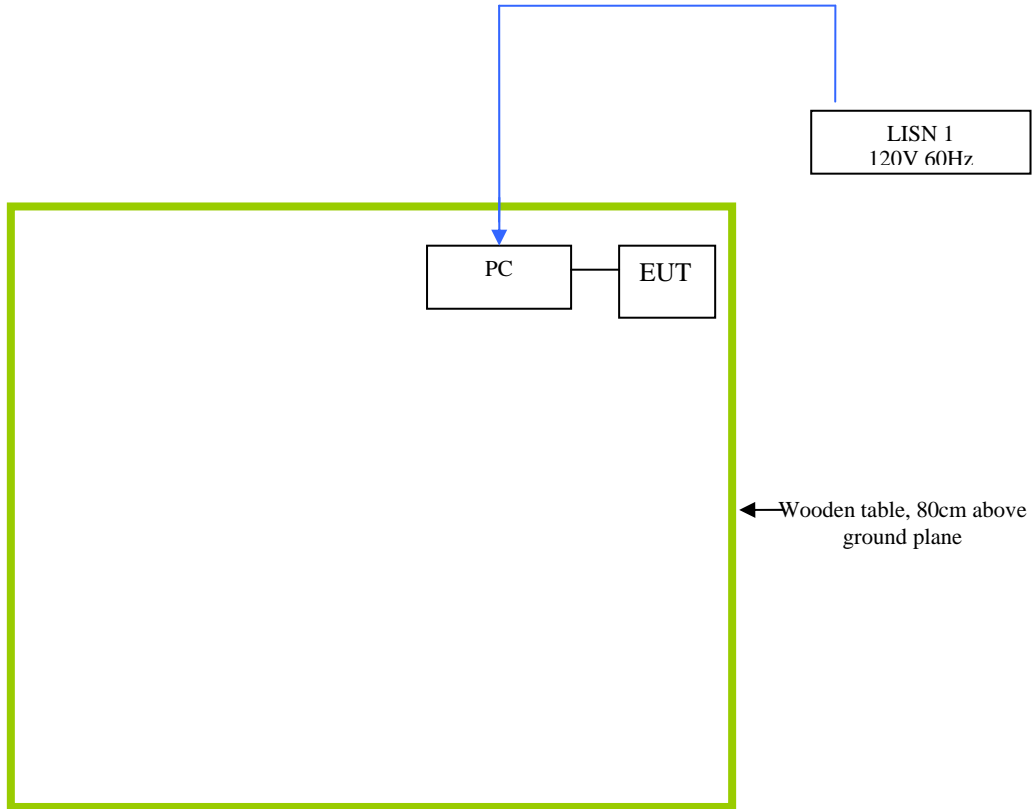 LISN 1
120V 60Hz
PC
EUT
Wooden table, 80cm above
ground plane